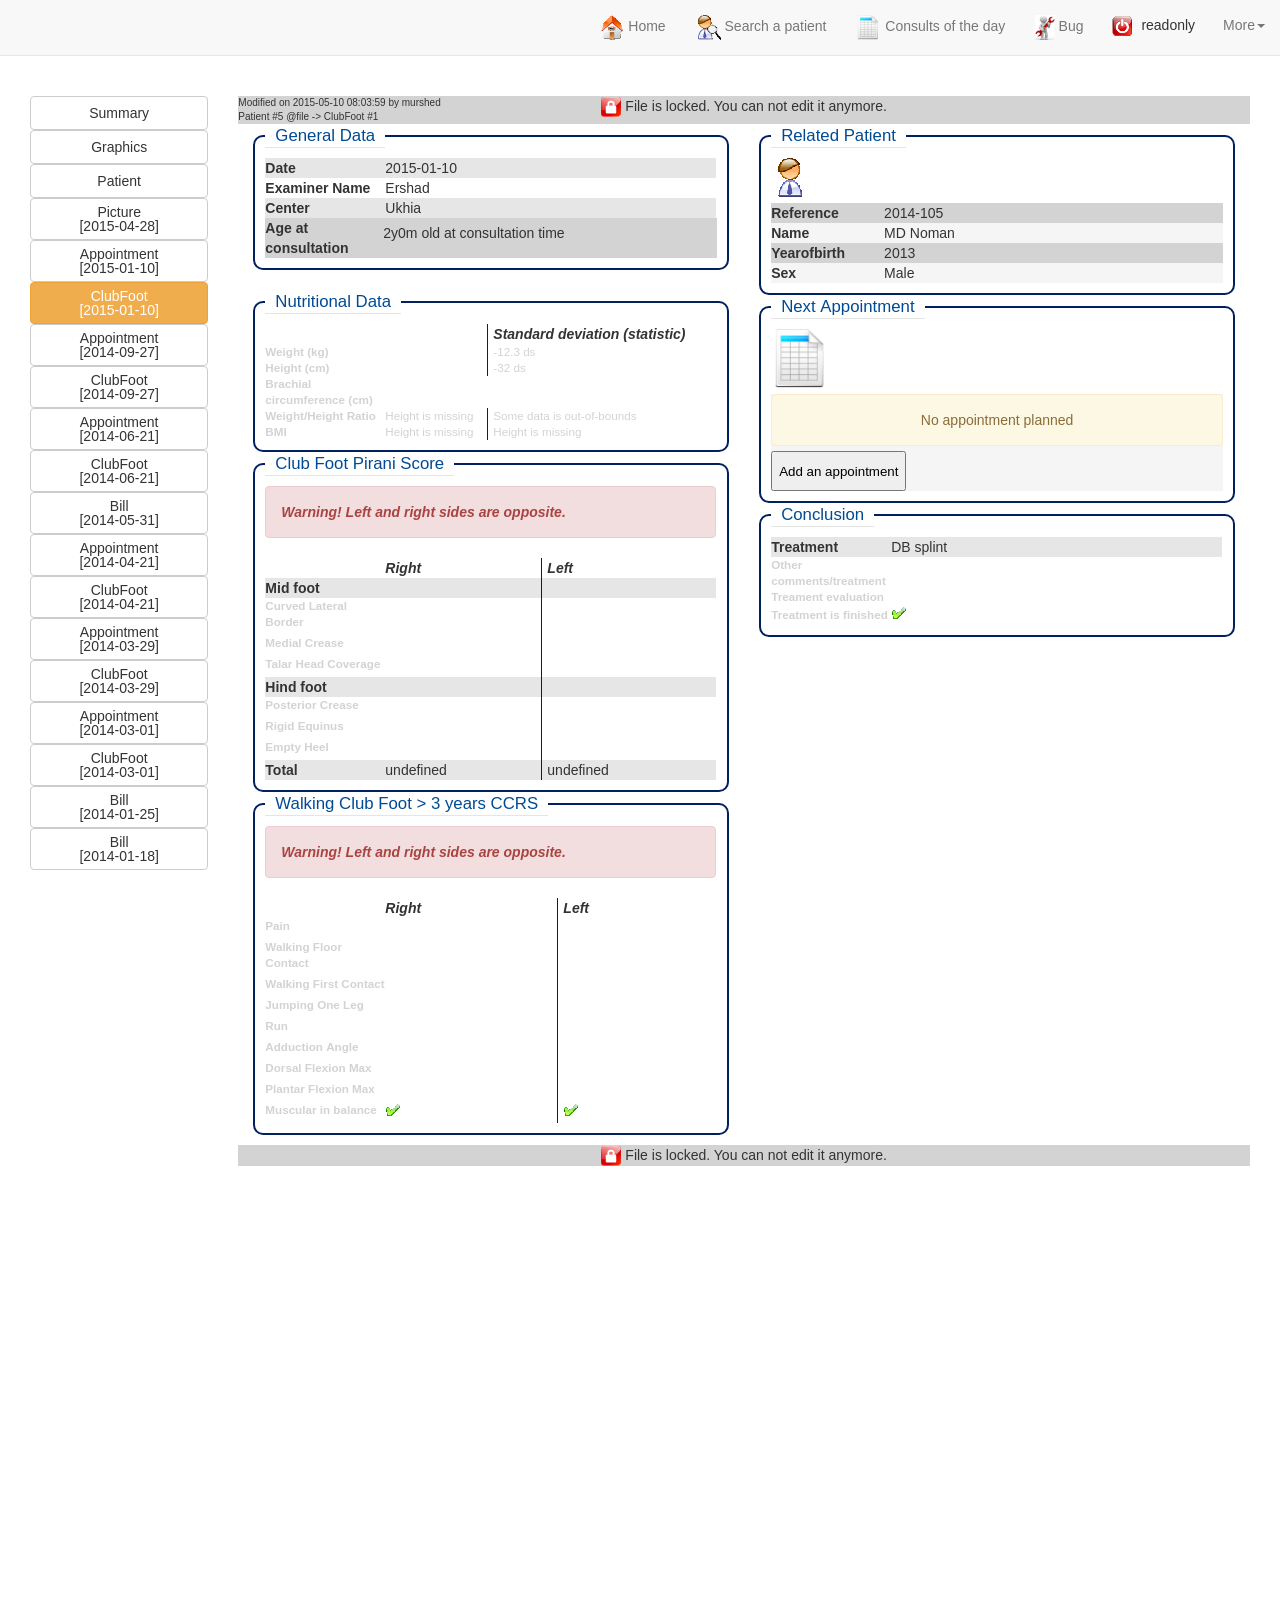 Home
Search a patient
Consults of the day
Bug
readonly
More
Summary
Graphics
Patient
Picture
[2015-04-28]
Appointment
[2015-01-10]
ClubFoot
[2015-01-10]
Appointment
[2014-09-27]
ClubFoot
[2014-09-27]
Appointment
[2014-06-21]
ClubFoot
[2014-06-21]
Bill
[2014-05-31]
Appointment
[2014-04-21]
ClubFoot
[2014-04-21]
Appointment
[2014-03-29]
ClubFoot
[2014-03-29]
Appointment
[2014-03-01]
ClubFoot
[2014-03-01]
Bill
[2014-01-25]
Bill
[2014-01-18]
Modified on 2015-05-10 08:03:59 by murshed
Patient #5 @file -> ClubFoot #1
File is locked. You can not edit it anymore.
General Data
Date 2015-01-10
Examiner Name Ershad
Center Ukhia
Age at
consultation 2y0m old at consultation time
Nutritional Data
Standard deviation (statistic)
Weight (kg) -12.3 ds
Height (cm) -32 ds
Brachial
circumference (cm)
Weight/Height Ratio Height is missing Some data is out-of-bounds
BMI Height is missing Height is missing
Club Foot Pirani Score
Warning! Left and right sides are opposite.
Right Left
Mid foot
Curved Lateral
Border
Medial Crease
Talar Head Coverage
Hind foot
Posterior Crease
Rigid Equinus
Empty Heel
Total undefined undefined
Walking Club Foot > 3 years CCRS
Warning! Left and right sides are opposite.
Right Left
Pain
Walking Floor
Contact
Walking First Contact
Jumping One Leg
Run
Adduction Angle
Dorsal Flexion Max
Plantar Flexion Max
Muscular in balance
Related Patient
Reference 2014-105
Name MD Noman
Yearofbirth 2013
Sex Male
Next Appointment
No appointment planned
Add an appointment
Conclusion
Treatment DB splint
Other
comments/treatment
Treament evaluation
Treatment is finished
File is locked. You can not edit it anymore.